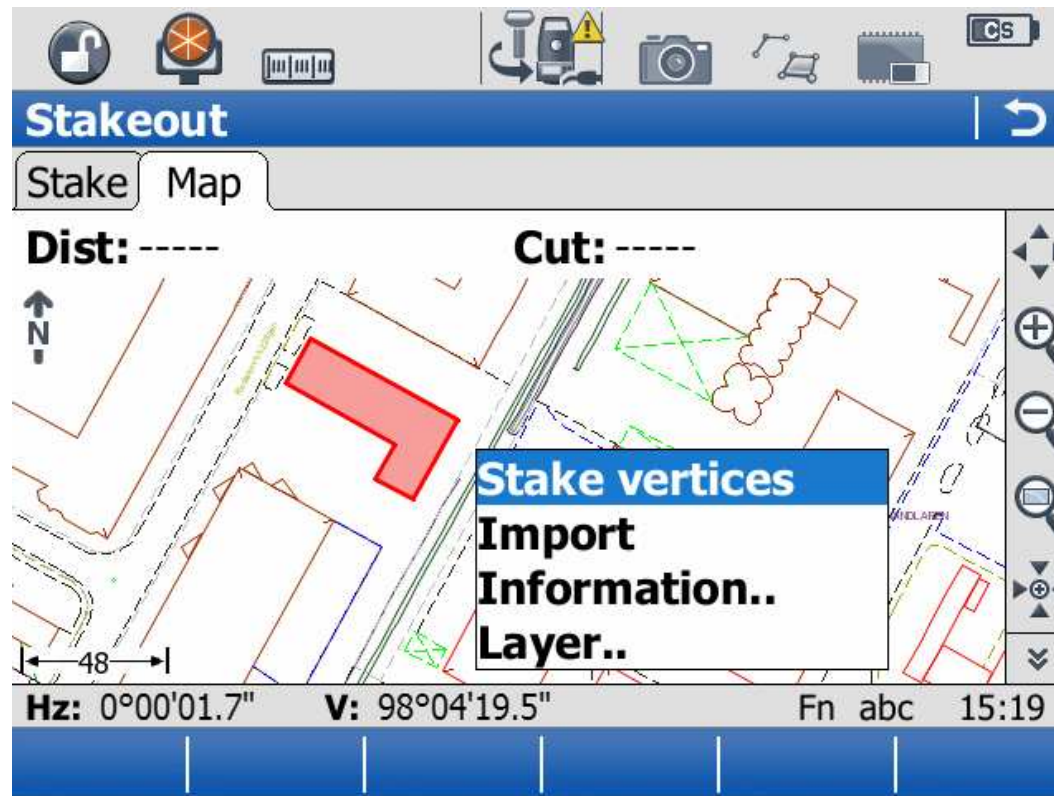 CS
Stakeout
Stake
Map
Dist: -----
Cut: -----
N
Stake vertices
Import
Information..
Layer..
48
Hz: 0°00'01.7"
V: 98°04'19.5"
Fn abc 15:19